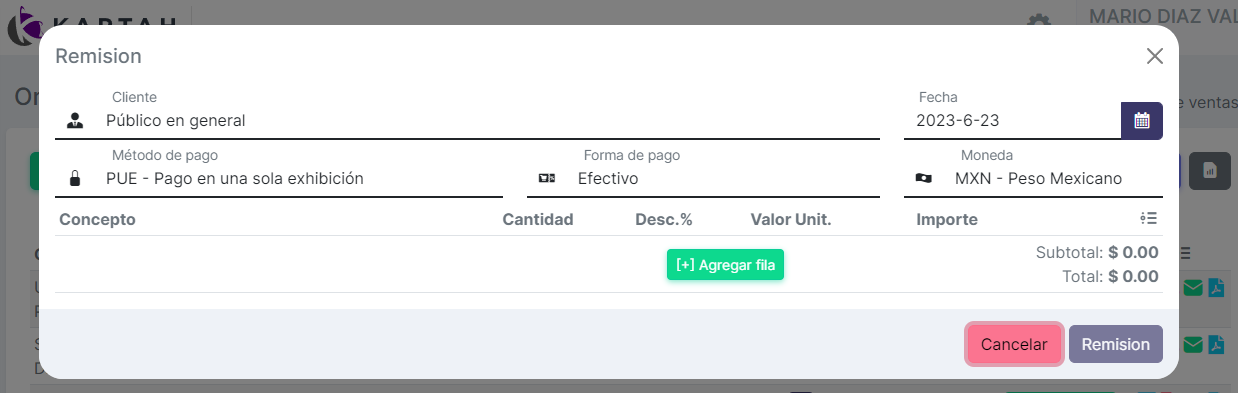 KARTAH
MARIO DIAZ VAL
Remision
Cliente
Público en general
Fecha
2023-6-23
Or
e ventas
Método de pago
PUE - Pago en una sola exhibición
Forma de pago
Efectivo
Moneda
MXN - Peso Mexicano
Concepto Cantidad Desc.% Valor Unit. Importe
[+] Agregar fila
Subtotal: $ 0.00
Total: $ 0.00
Cancelar Remision